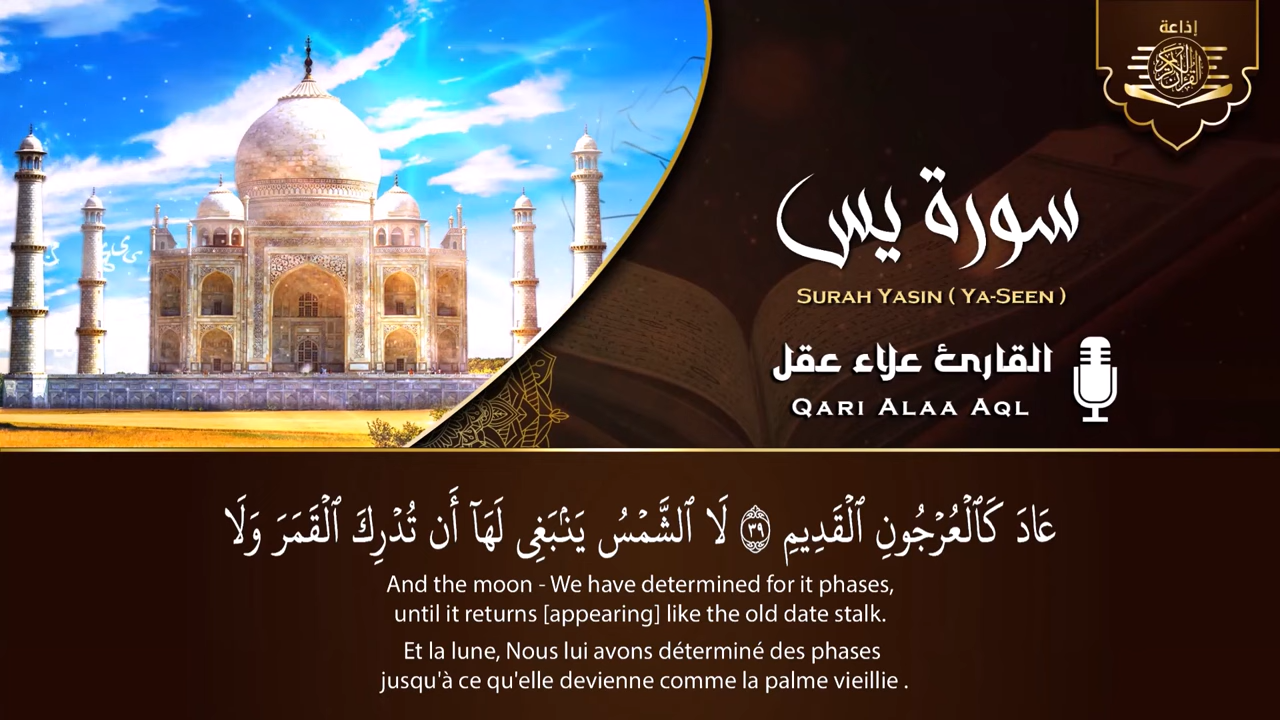 إذاعة
القرآن الكريم
سورة يس
SURAH YASIN ( YA-SEEN )
القارئ علاء عقل
QARI ALAA AQL
عَادَ كَٱلۡعُرۡجُونِ ٱلۡقَدِيمِ ٣٩ لَا ٱلشَّمۡسُ يَنۢبَغِي لَهَآ أَن تُدۡرِكَ ٱلۡقَمَرَ وَلَا
And the moon - We have determined for it phases,
until it returns [appearing] like the old date stalk.
Et la lune, Nous lui avons déterminé des phases
jusqu'à ce qu'elle devienne comme la palme vieillie .